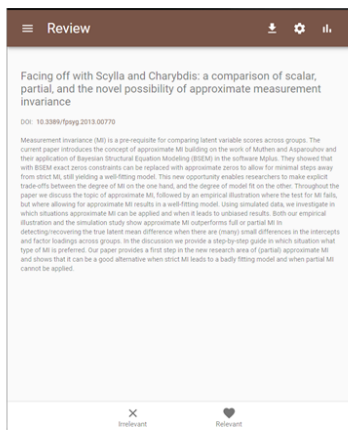 Review
Facing off with Scylla and Charybdis: a comparison of scalar,
partial, and the novel possibility of approximate measurement
invariance
DOI: 10.3389/fpsyg.2013.00770
Measurement invariance (MI) is a pre-requisite for comparing latent variable scores across groups. The
current paper introduces the concept of approximate MI building on the work of Muthen and Asparouhov and
their application of Bayesian Structural Equation Modeling (BSEM) in the software Mplus. They showed that
with BSEM exact zeros constraints can be replaced with approximate zeros to allow for minimal steps away
from strict MI, still yielding a well-fitting model. This new opportunity enables researchers to make explicit
trade-offs between the degree of MI on the one hand, and the degree of model fit on the other. Throughout the
paper we discuss the topic of approximate MI, followed by an empirical illustration where the test for MI fails,
but where allowing for approximate MI results in a well-fitting model. Using simulated data, we investigate in
which situations approximate MI can be applied and when it leads to unbiased results. Both our empirical
illustration and the simulation study show approximate MI outperforms full or partial MI In
detecting/recovering the true latent mean difference when there are (many) small differences in the intercepts
and factor loadings across groups. In the discussion we provide a step-by-step guide in which situation what
type of MI is preferred. Our paper provides a first step in the new research area of (partial) approximate MI
and shows that it can be a good alternative when strict MI leads to a badly fitting model and when partial MI
cannot be applied.
Irrelevant
Relevant